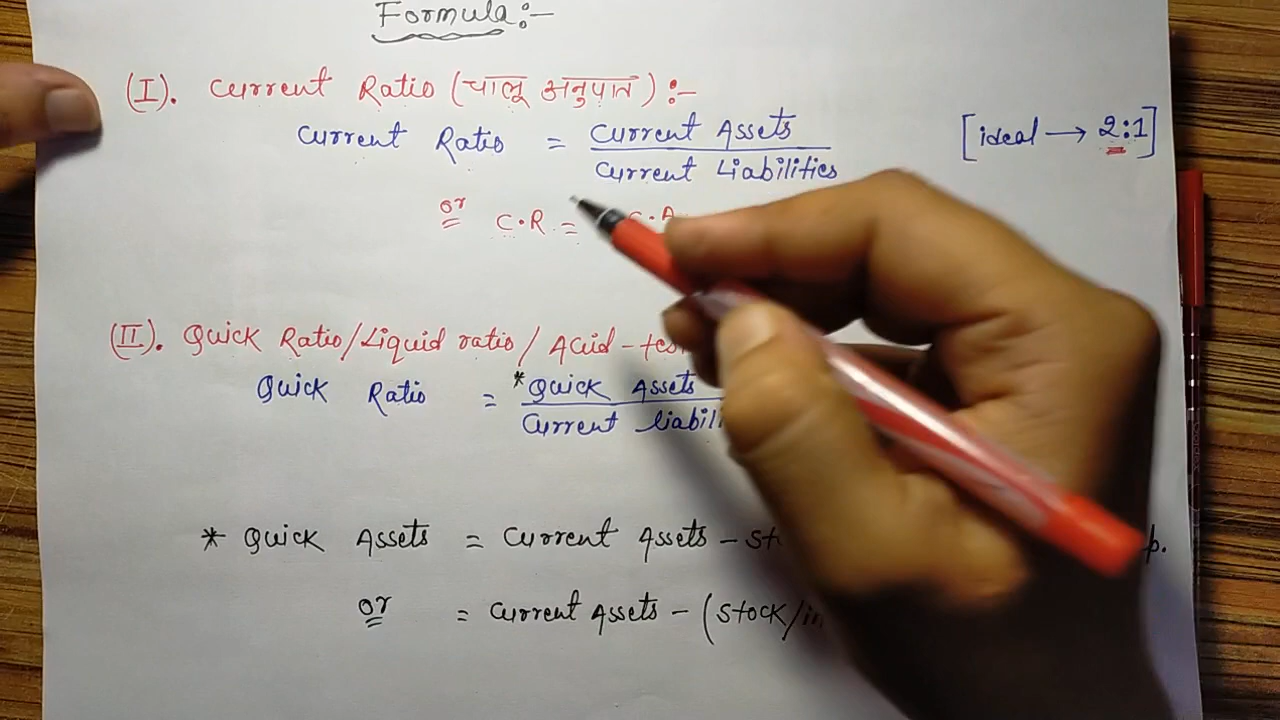 Formula:-
(I). Current Ratio (चालू अनुपात) :-
Current Ratio = Current Assets / Current Liabilities [ideal → 2:1]
or C.R = C.A
(II). Quick Ratio/Liquid ratio/Acid-test
Quick Ratio = *Quick Assets / Current
* Quick Assets = Current Assets -
or = Current Assets - (Stock/